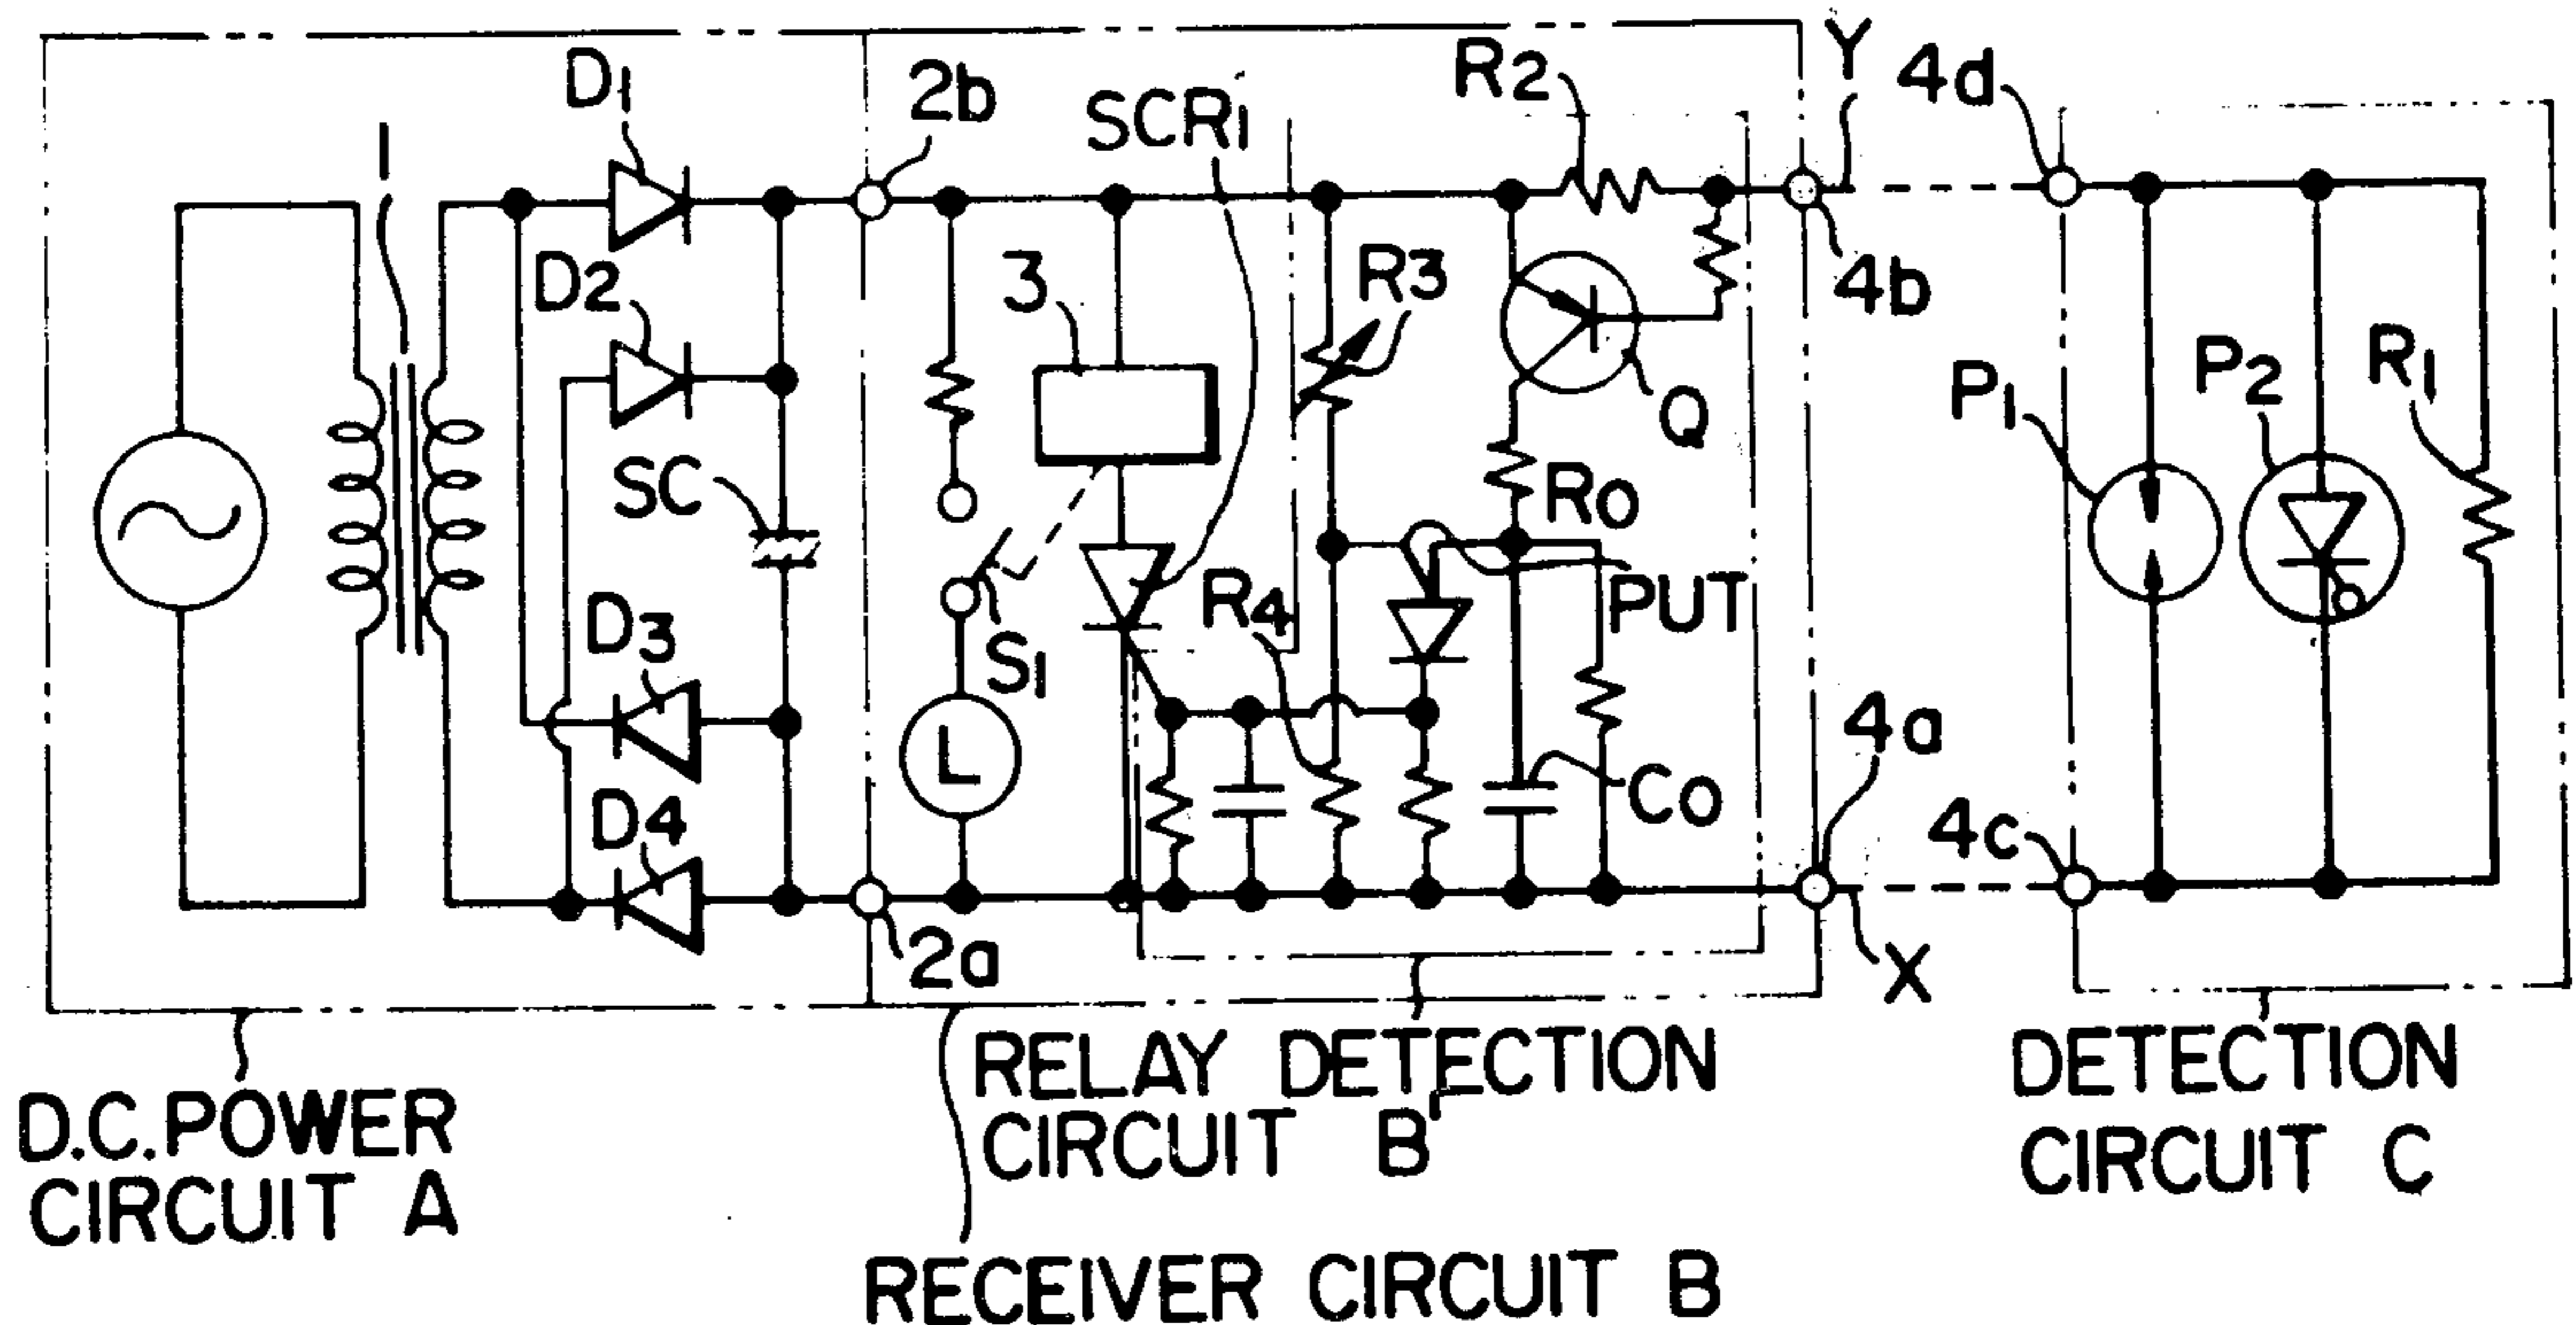 1
D1
D2
D3
D4
SC
2b
2a
SCR1
3
S1
L
R2
R3
R4
Q
R0
PUT
C0
Y
4b
4a
X
4d
4c
P1
P2
R1
D.C. POWER
CIRCUIT A
RELAY DETECTION
CIRCUIT B'
RECEIVER CIRCUIT B
DETECTION
CIRCUIT C